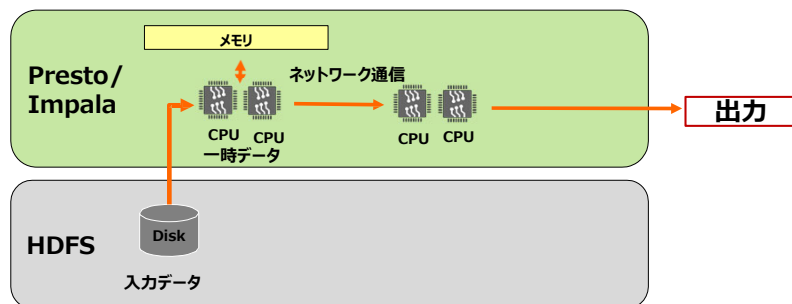 メモリ
Presto/
Impala
ネットワーク通信
CPU
CPU
CPU
CPU
一時データ
出力
HDFS
Disk
入力データ